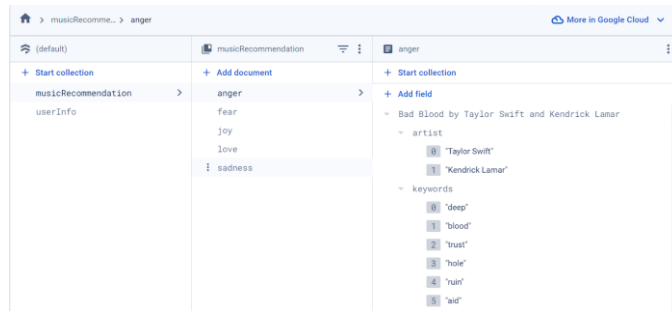 musicRecomme... > anger
More in Google Cloud
(default)
musicRecommendation
anger
+ Start collection
+ Add document
+ Start collection
musicRecommendation
anger
+ Add field
userInfo
fear
Bad Blood by Taylor Swift and Kendrick Lamar
joy
artist
love
0 "Taylor Swift"
sadness
1 "Kendrick Lamar"
keywords
0 "deep"
1 "blood"
2 "trust"
3 "hole"
4 "ruin"
5 "aid"